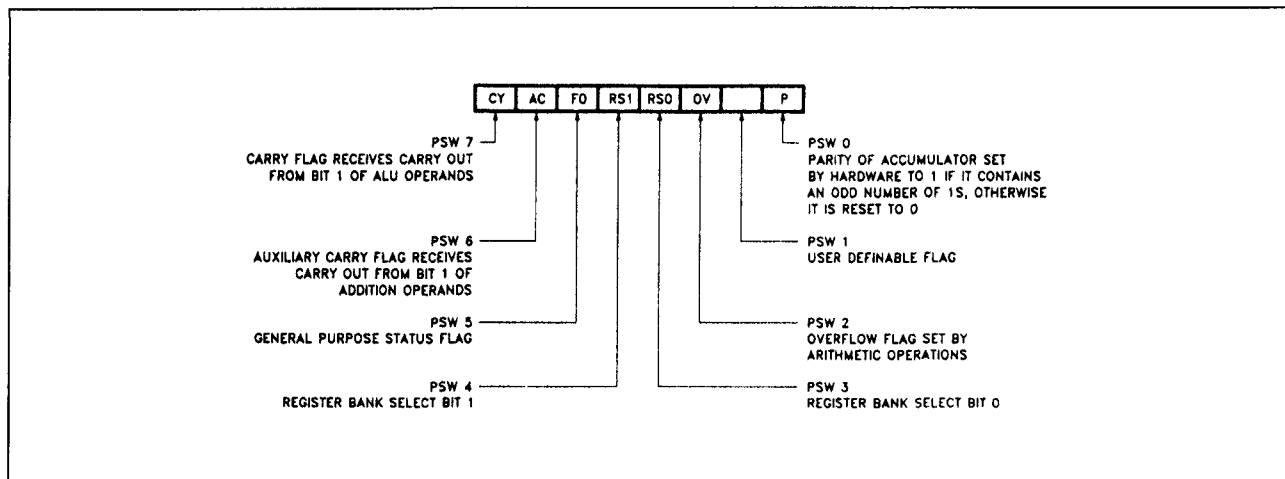 CY AC F0 RS1 RS0 OV P
PSW 7
CARRY FLAG RECEIVES CARRY OUT
FROM BIT 1 OF ALU OPERANDS
PSW 6
AUXILIARY CARRY FLAG RECEIVES
CARRY OUT FROM BIT 1 OF
ADDITION OPERANDS
PSW 5
GENERAL PURPOSE STATUS FLAG
PSW 4
REGISTER BANK SELECT BIT 1
PSW 0
PARITY OF ACCUMULATOR SET
BY HARDWARE TO 1 IF IT CONTAINS
AN ODD NUMBER OF 1S, OTHERWISE
IT IS RESET TO 0
PSW 1
USER DEFINABLE FLAG
PSW 2
OVERFLOW FLAG SET BY
ARITHMETIC OPERATIONS
PSW 3
REGISTER BANK SELECT BIT 0